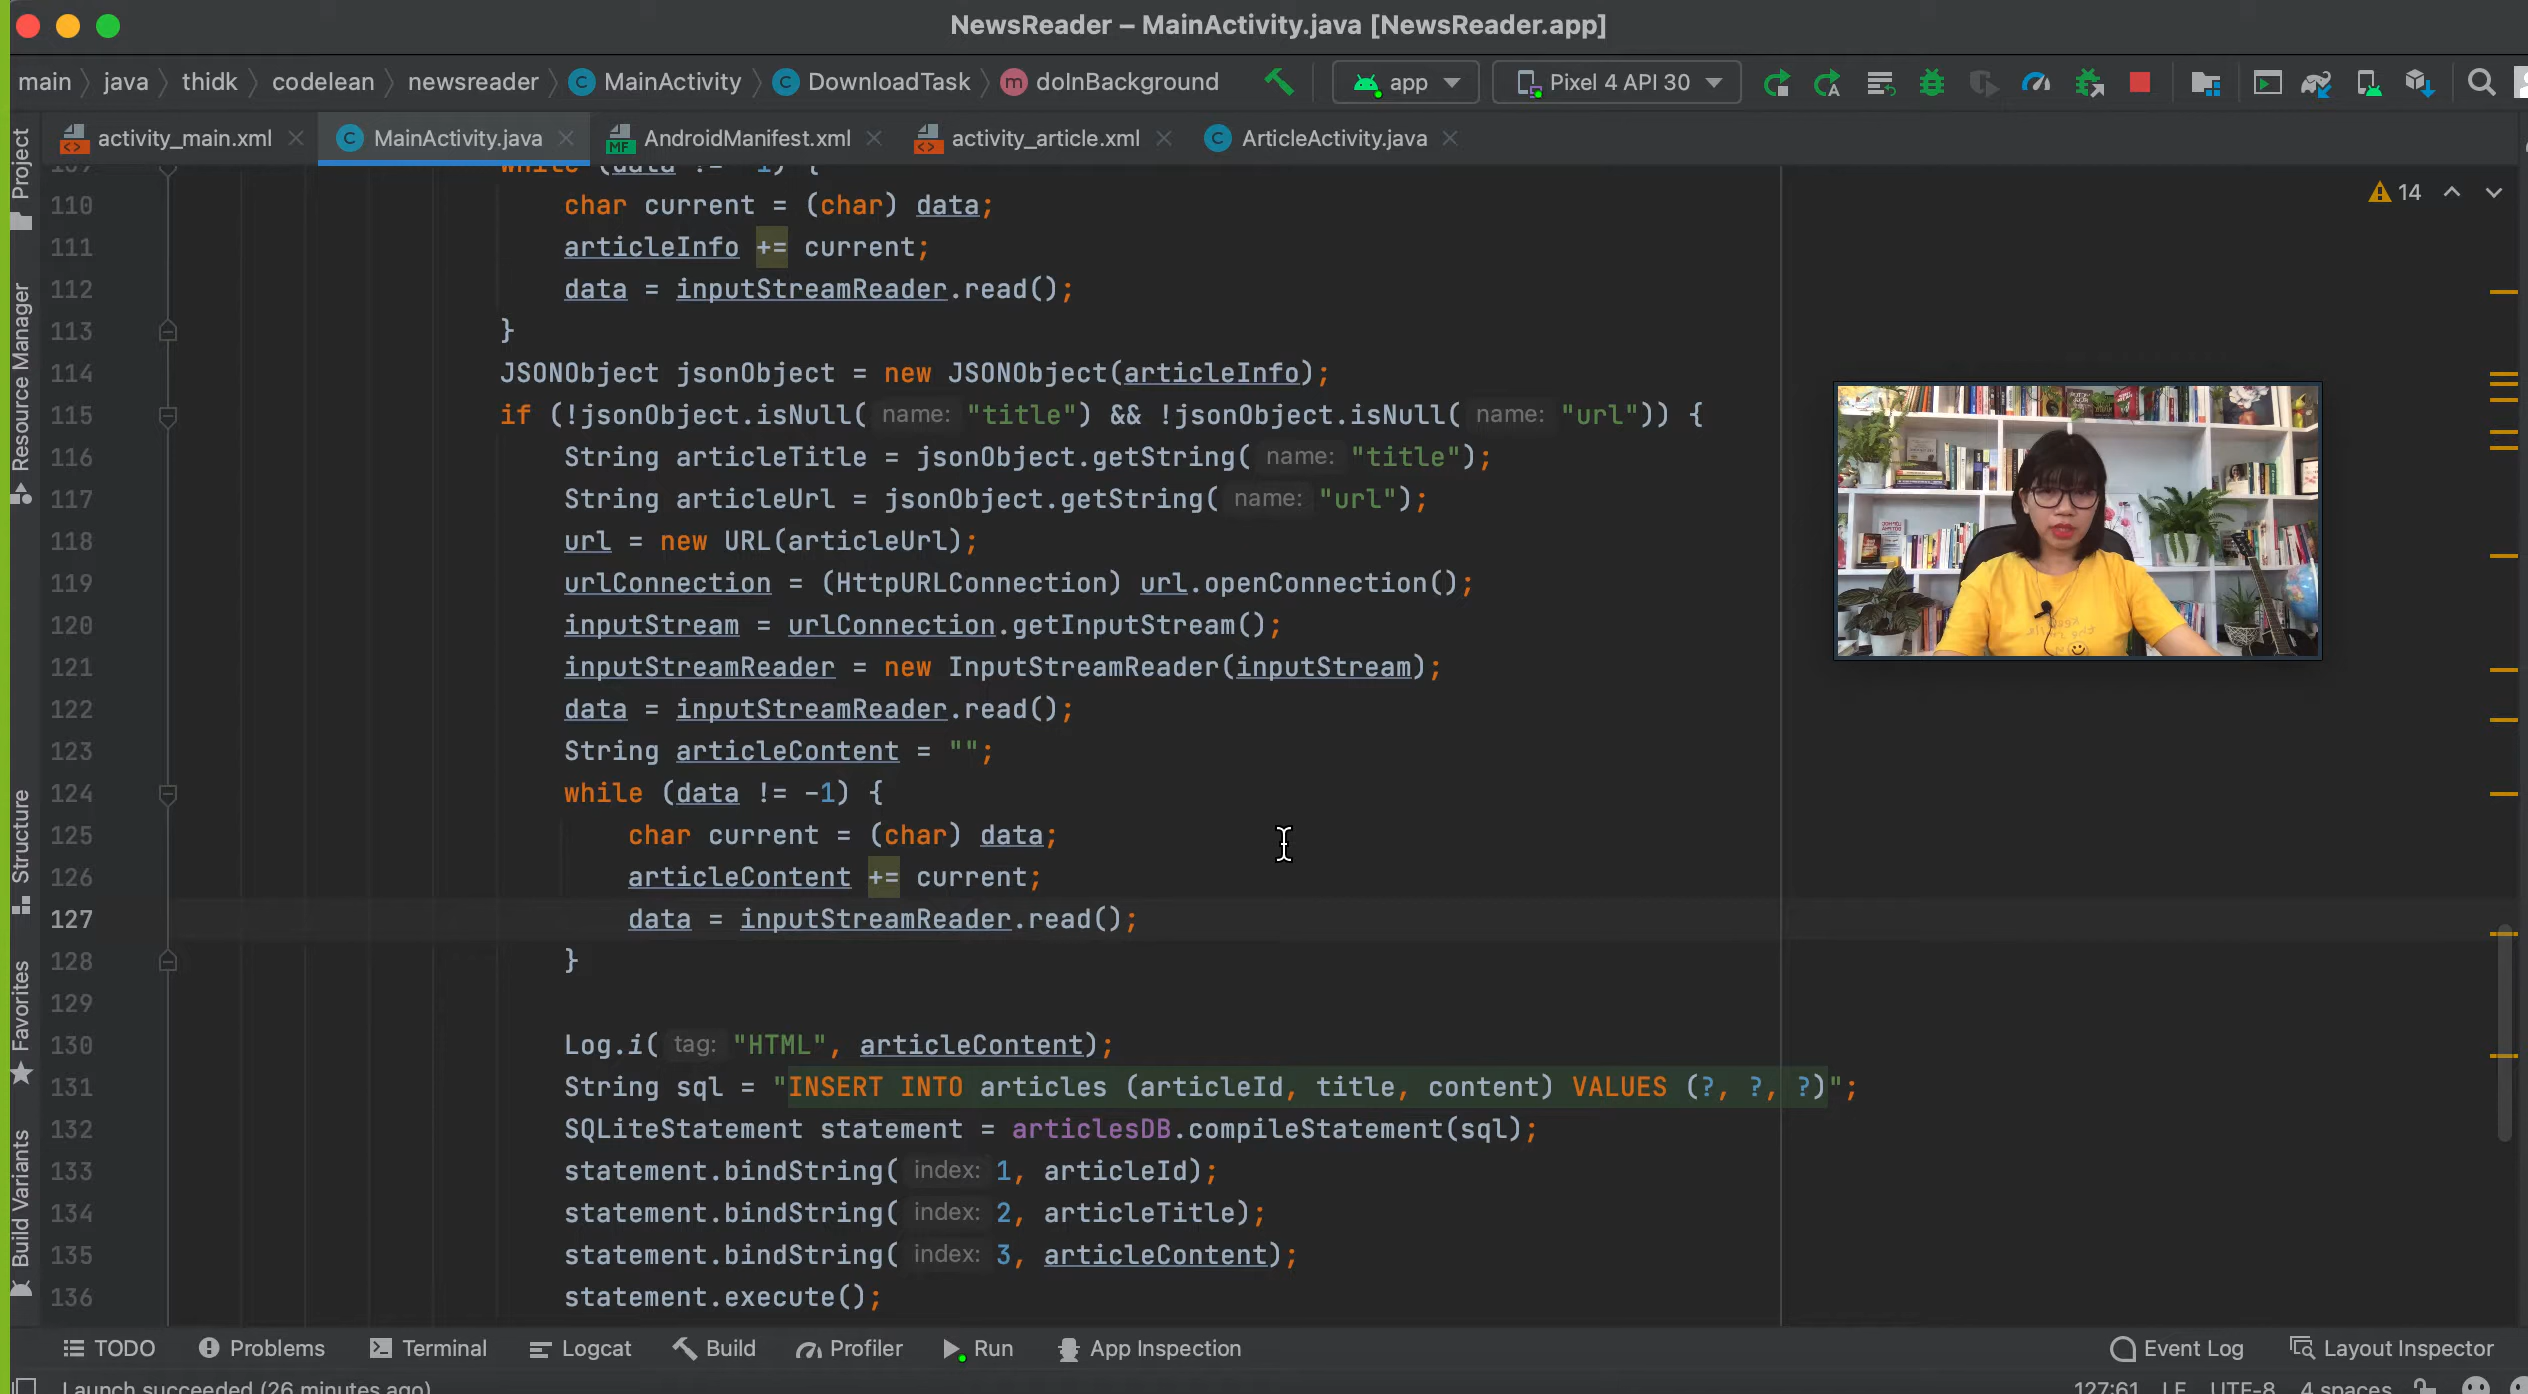 NewsReader – MainActivity.java [NewsReader.app]
main java thidk codelean newsreader MainActivity DownloadTask doInBackground app Pixel 4 API 30
activity_main.xml MainActivity.java AndroidManifest.xml activity_article.xml ArticleActivity.java
Project
Resource Manager
Structure
Favorites
Build Variants
14
109 while (data != -1) {
110 char current = (char) data;
111 articleInfo += current;
112 data = inputStreamReader.read();
113 }
114 JSONObject jsonObject = new JSONObject(articleInfo);
115 if (!jsonObject.isNull( name: "title") && !jsonObject.isNull( name: "url")) {
116 String articleTitle = jsonObject.getString( name: "title");
117 String articleUrl = jsonObject.getString( name: "url");
118 url = new URL(articleUrl);
119 urlConnection = (HttpURLConnection) url.openConnection();
120 inputStream = urlConnection.getInputStream();
121 inputStreamReader = new InputStreamReader(inputStream);
122 data = inputStreamReader.read();
123 String articleContent = "";
124 while (data != -1) {
125 char current = (char) data;
126 articleContent += current;
127 data = inputStreamReader.read();
128 }
129
130 Log.i( tag: "HTML", articleContent);
131 String sql = "INSERT INTO articles (articleId, title, content) VALUES (?, ?, ?)";
132 SQLiteStatement statement = articlesDB.compileStatement(sql);
133 statement.bindString( index: 1, articleId);
134 statement.bindString( index: 2, articleTitle);
135 statement.bindString( index: 3, articleContent);
136 statement.execute();
TODO Problems Terminal Logcat Build Profiler Run App Inspection Event Log Layout Inspector
Launch succeeded (26 minutes ago) 127:61 LF UTF-8 4 spaces